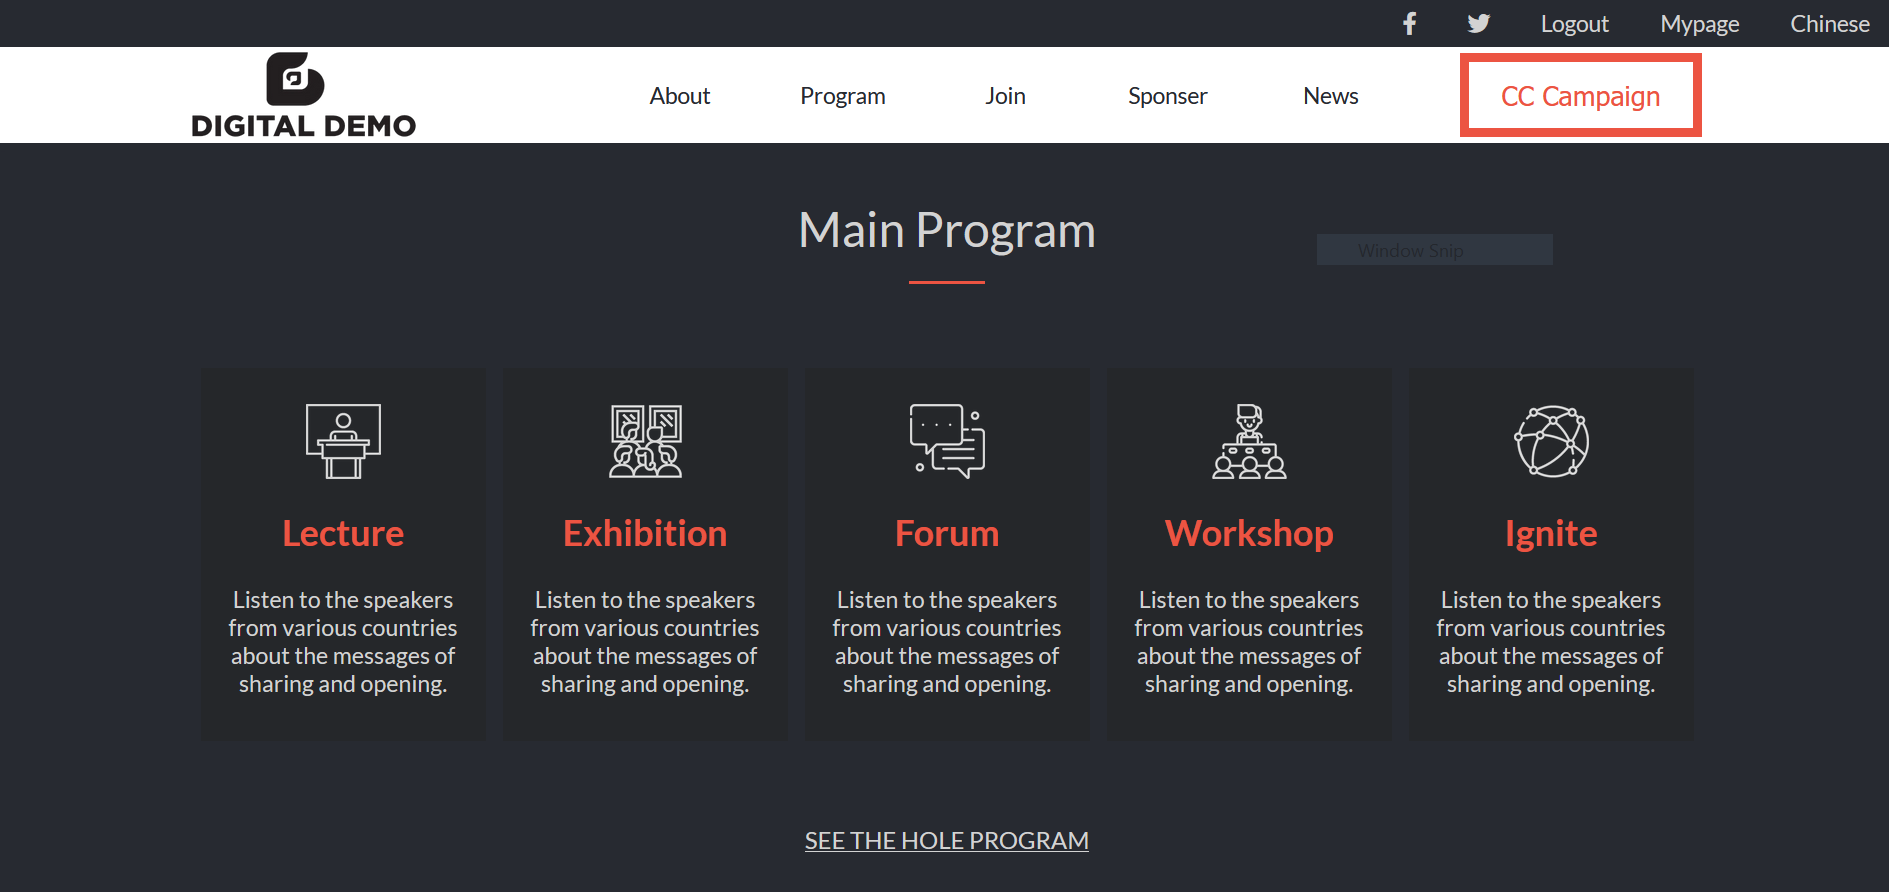 Logout Mypage Chinese
DIGITAL DEMO
About Program Join Sponser News CC Campaign
Main Program
Window Snip
Lecture
Listen to the speakers
from various countries
about the messages of
sharing and opening.
Exhibition
Listen to the speakers
from various countries
about the messages of
sharing and opening.
Forum
Listen to the speakers
from various countries
about the messages of
sharing and opening.
Workshop
Listen to the speakers
from various countries
about the messages of
sharing and opening.
Ignite
Listen to the speakers
from various countries
about the messages of
sharing and opening.
SEE THE HOLE PROGRAM